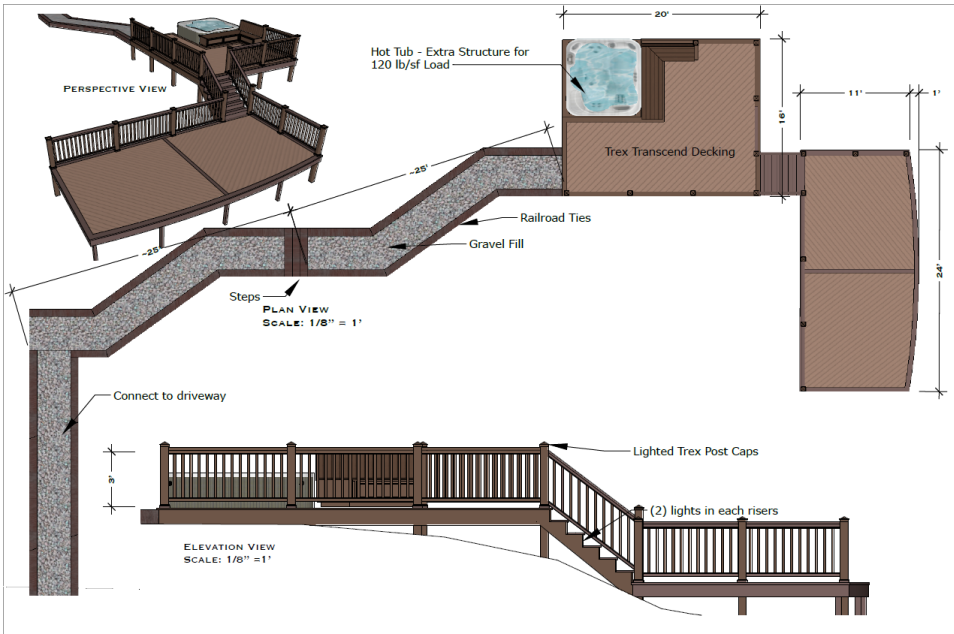 20'
Hot Tub - Extra Structure for
120 lb/sf Load
Perspective View
11'
1'
16'
Trex Transcend Decking
~25'
Railroad Ties
Gravel Fill
~25'
24'
Steps
Plan View
Scale: 1/8" = 1'
Connect to driveway
Lighted Trex Post Caps
3'
(2) lights in each risers
Elevation View
Scale: 1/8" =1'